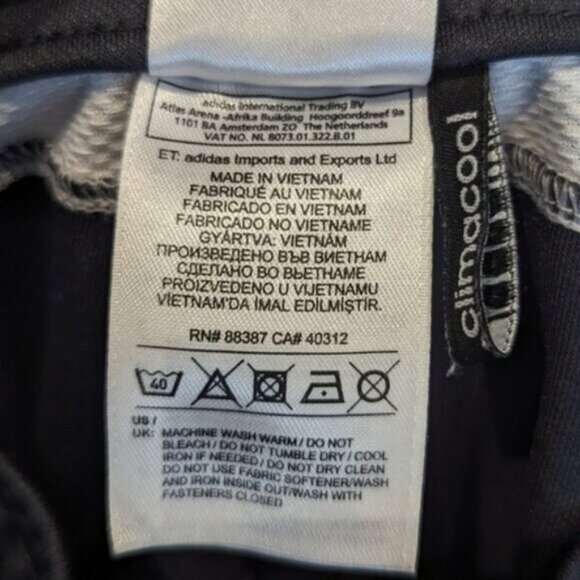 adidas International Trading BV
Atlas Arena -Afrika Building Hoogoorddreef 9a
1101 BA Amsterdam ZO The Netherlands
VAT NO. NL 8073.01.322.B.01
ET: adidas Imports and Exports Ltd
MADE IN VIETNAM
FABRIQUÉ AU VIETNAM
FABRICADO EN VIETNAM
FABRICADO NO VIETNAME
GYÁRTVA: VIETNÁM
ПРОИЗВЕДЕНО ВЪВ ВИЕТНАМ
СДЕЛАНО ВО ВЬЕТНАМЕ
PROIZVEDENO U VIJETNAMU
VIETNAM'DA IMAL EDİLMİŞTİR.
RN# 88387 CA# 40312
40
US /
UK: MACHINE WASH WARM / DO NOT
BLEACH / DO NOT TUMBLE DRY / COOL
IRON IF NEEDED / DO NOT DRY CLEAN
DO NOT USE FABRIC SOFTENER/WASH
AND IRON INSIDE OUT/WASH WITH
FASTENERS CLOSED
climacool